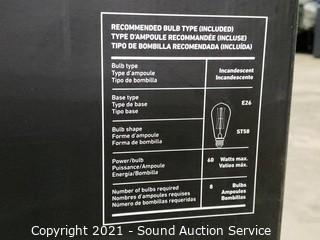 RECOMMENDED BULB TYPE (INCLUDED)
TYPE D'AMPOULE RECOMMANDÉE (INCLUSE)
TIPO DE BOMBILLA RECOMENDADA (INCLUÍDA)
Bulb type
Type d'ampoule
Tipo de bombilla
Incandescent
Incandescente
Base type
Type de base
Tipo base
E26
Bulb shape
Forme d'ampoule
Forma de bombilla
ST58
Power/bulb
Puissance/Ampoule
Energía/Bombilla
60 Watts max.
Vatios max.
Number of bulbs required
Nombres d'ampoules requises
Número de bombillas requeridas
8 Bulbs
Ampoules
Bombillas
Copyright 2021 - Sound Auction Service